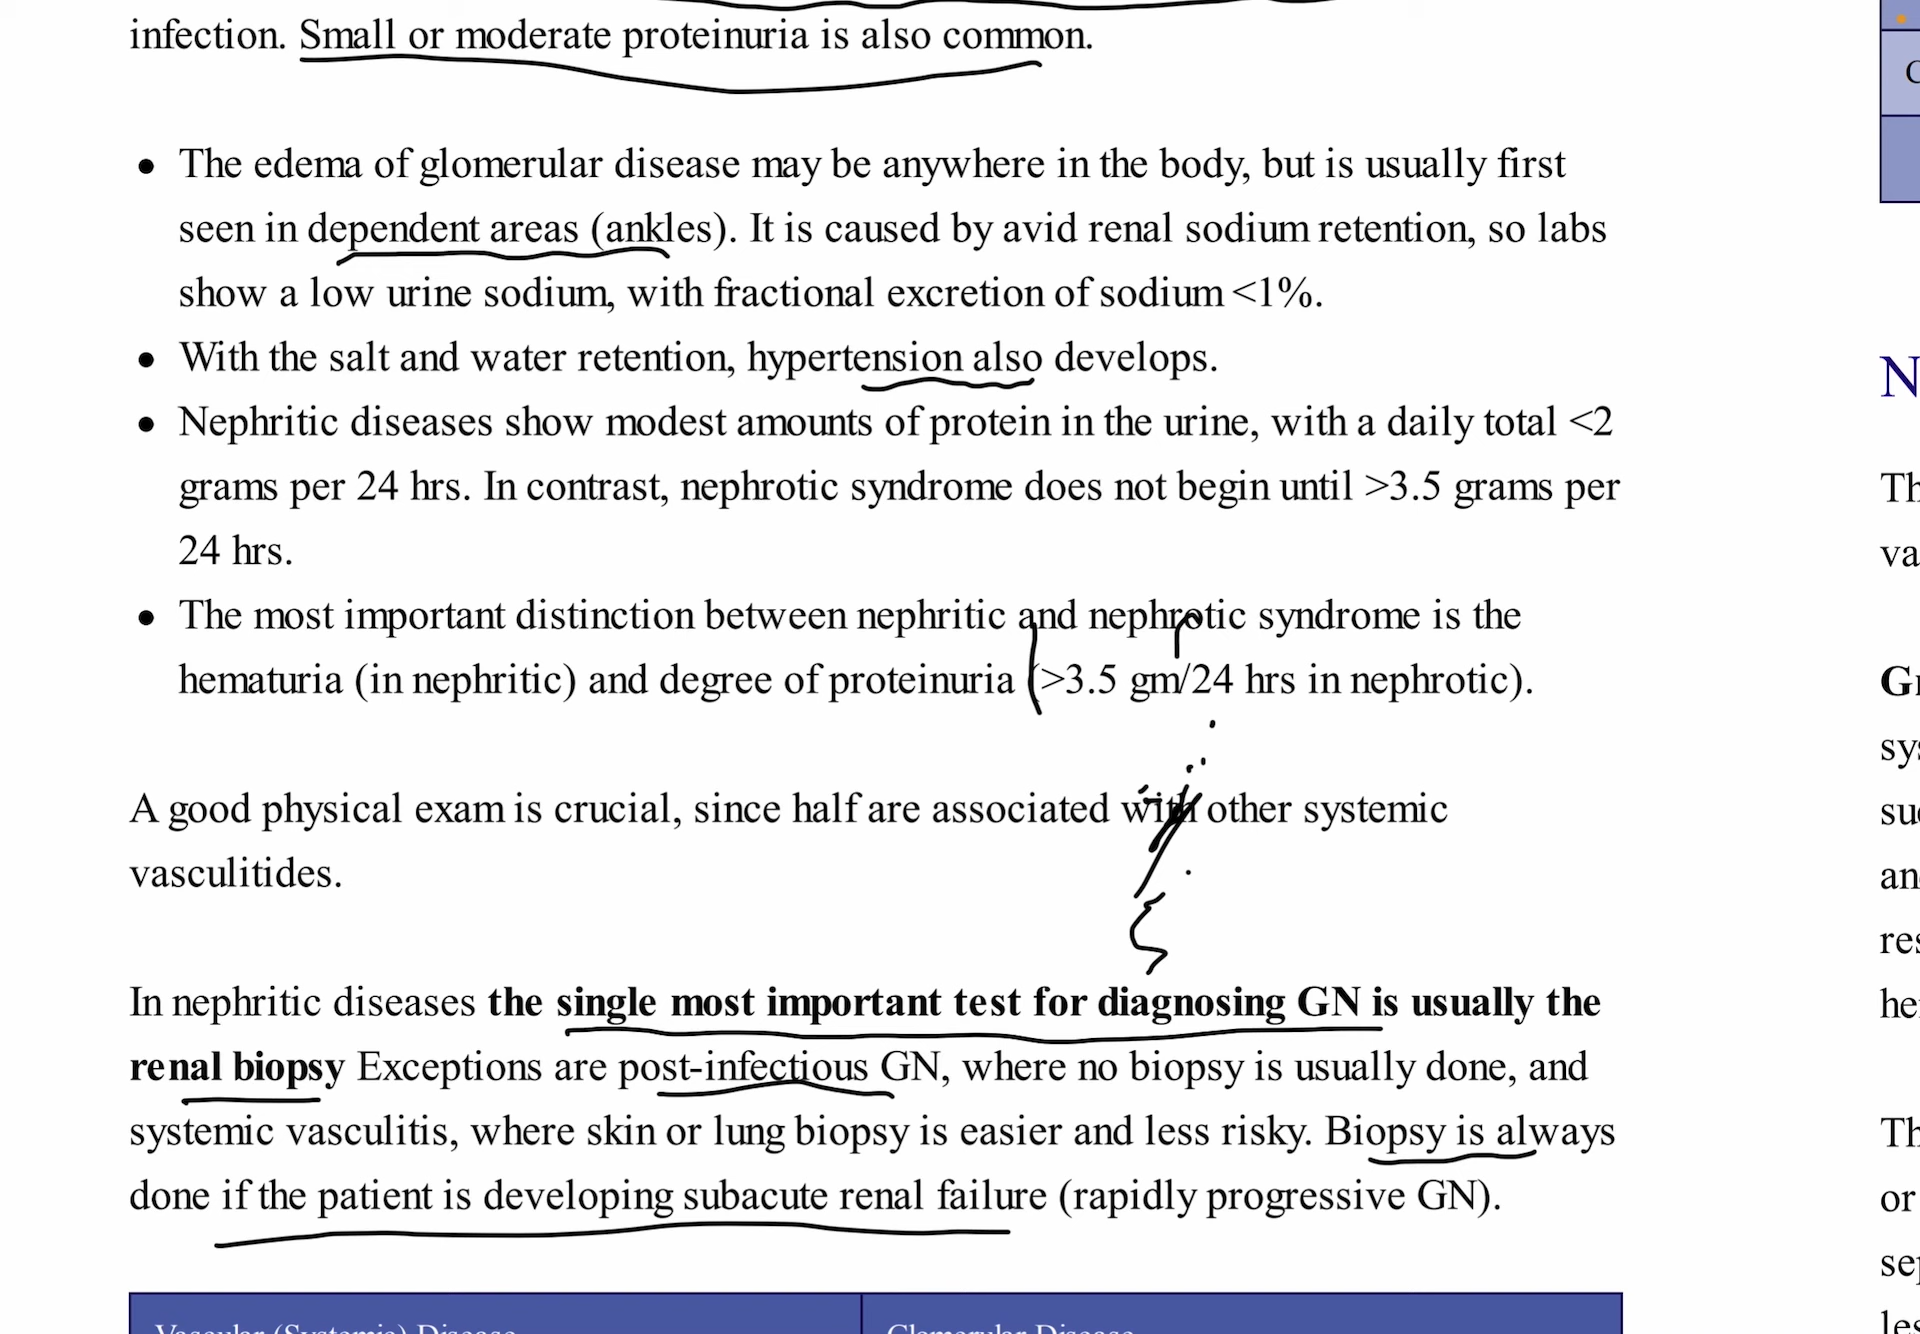 infection. Small or moderate proteinuria is also common.
• The edema of glomerular disease may be anywhere in the body, but is usually first
seen in dependent areas (ankles). It is caused by avid renal sodium retention, so labs
show a low urine sodium, with fractional excretion of sodium <1%.
• With the salt and water retention, hypertension also develops.
• Nephritic diseases show modest amounts of protein in the urine, with a daily total <2
grams per 24 hrs. In contrast, nephrotic syndrome does not begin until >3.5 grams per
24 hrs.
• The most important distinction between nephritic and nephrotic syndrome is the
hematuria (in nephritic) and degree of proteinuria (>3.5 gm/24 hrs in nephrotic).
A good physical exam is crucial, since half are associated with other systemic
vasculitides.
In nephritic diseases the single most important test for diagnosing GN is usually the
renal biopsy Exceptions are post-infectious GN, where no biopsy is usually done, and
systemic vasculitis, where skin or lung biopsy is easier and less risky. Biopsy is always
done if the patient is developing subacute renal failure (rapidly progressive GN).
Vascular (Systemic) Disease
Glomerular Disease